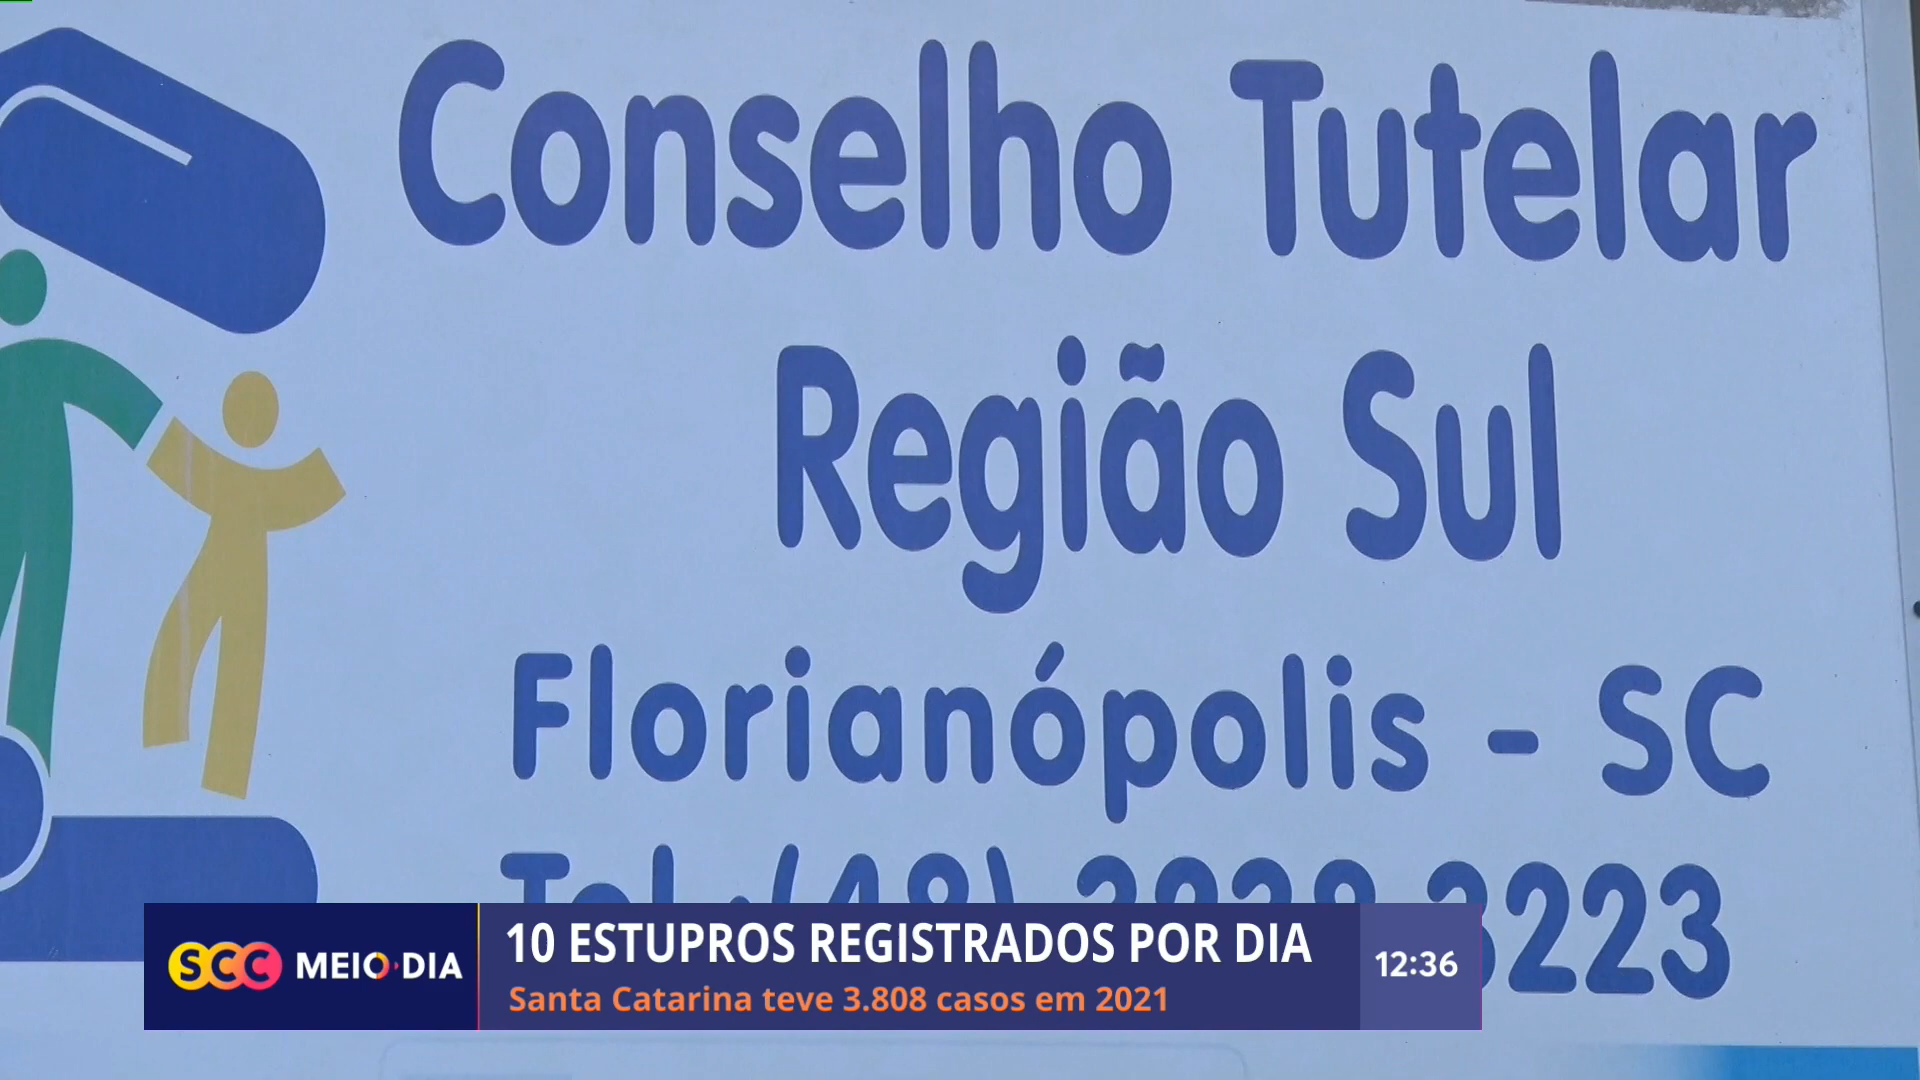 Conselho Tutelar
Região Sul
Florianópolis - SC
3223
SCC MEIO-DIA
10 ESTUPROS REGISTRADOS POR DIA
Santa Catarina teve 3.808 casos em 2021
12:36